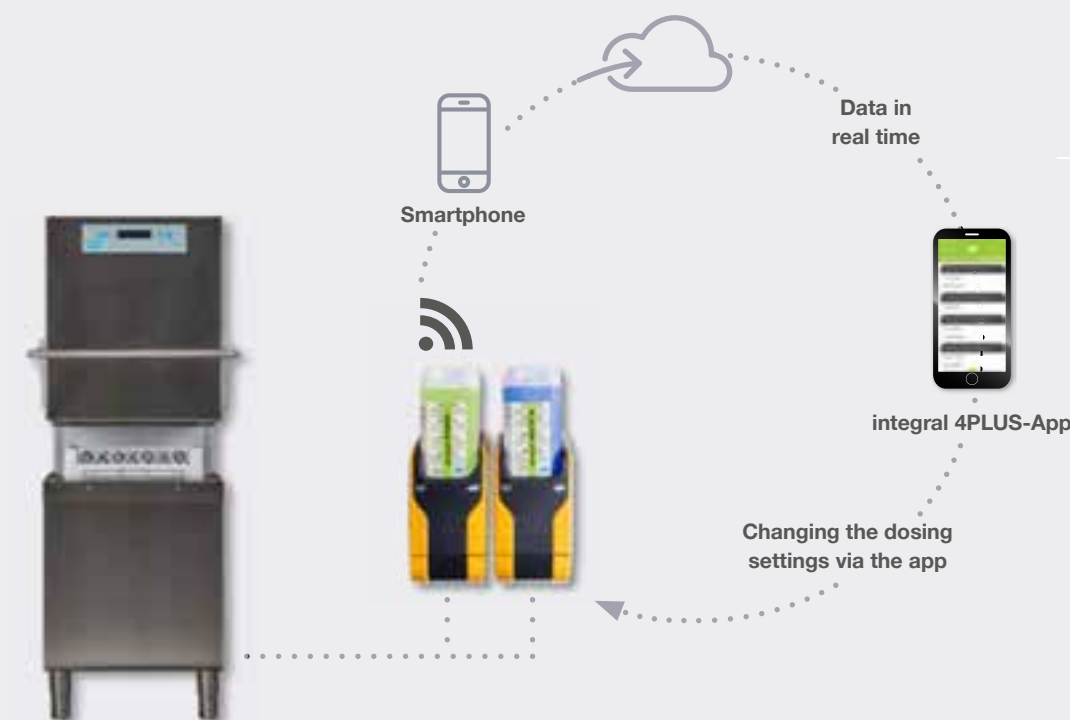 Data in
real time
Smartphone
integral 4PLUS-App
Changing the dosing
settings via the app